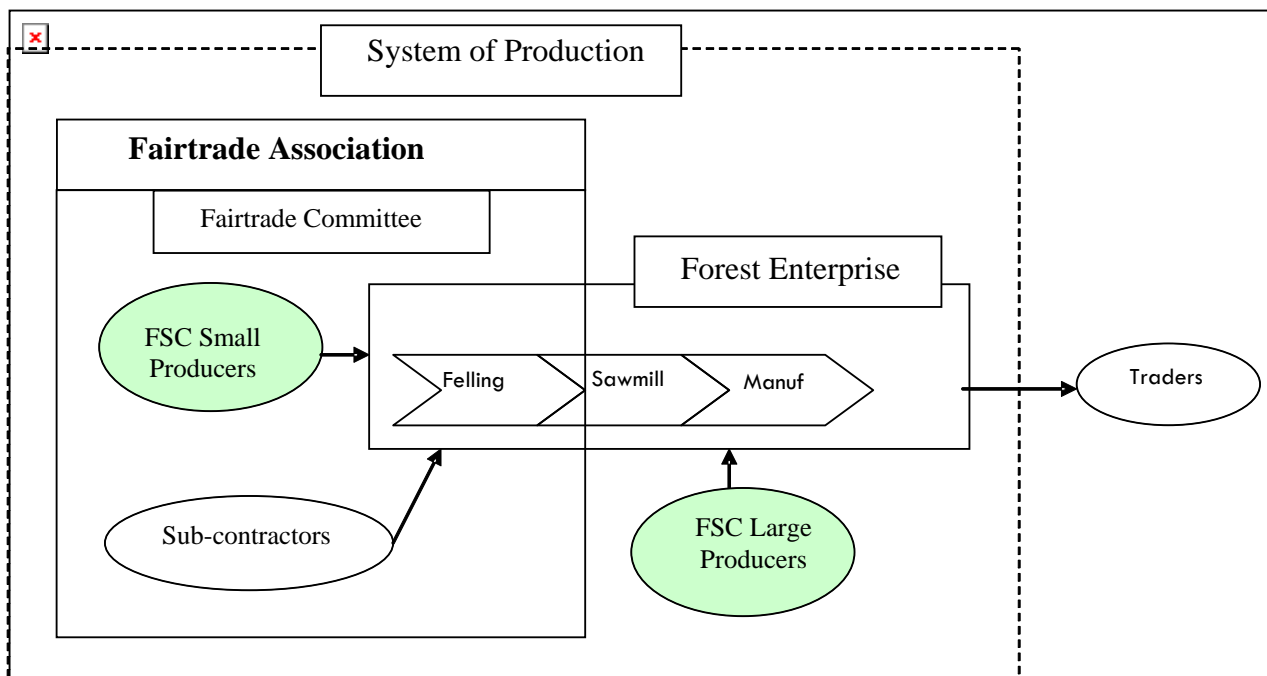 System of Production
Fairtrade Association
Fairtrade Committee
Forest Enterprise
FSC Small
Producers
Felling
Sawmill
Manuf
Traders
Sub-contractors
FSC Large
Producers